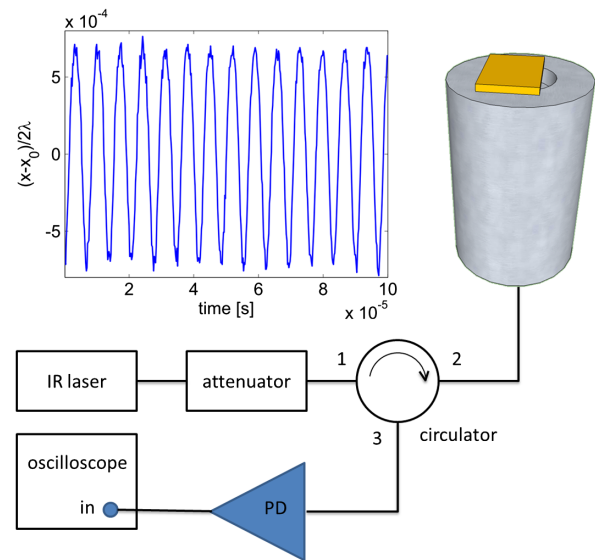 x 10⁻⁴
5
0
-5
(x-x₀)/2λ
2 4 6 8 10
time [s]
x 10⁻⁵
1 2
IR laser attenuator
3 circulator
oscilloscope
in PD